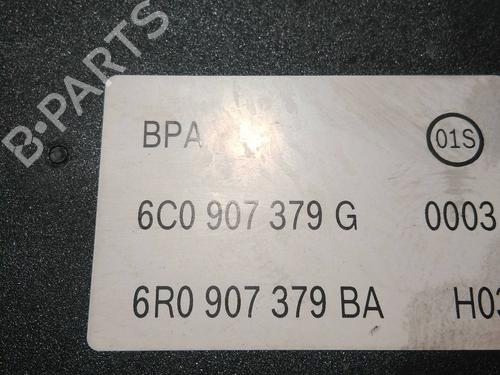 B-PARTS
BPA 01S
6C0 907 379 G 0003
6R0 907 379 BA H03